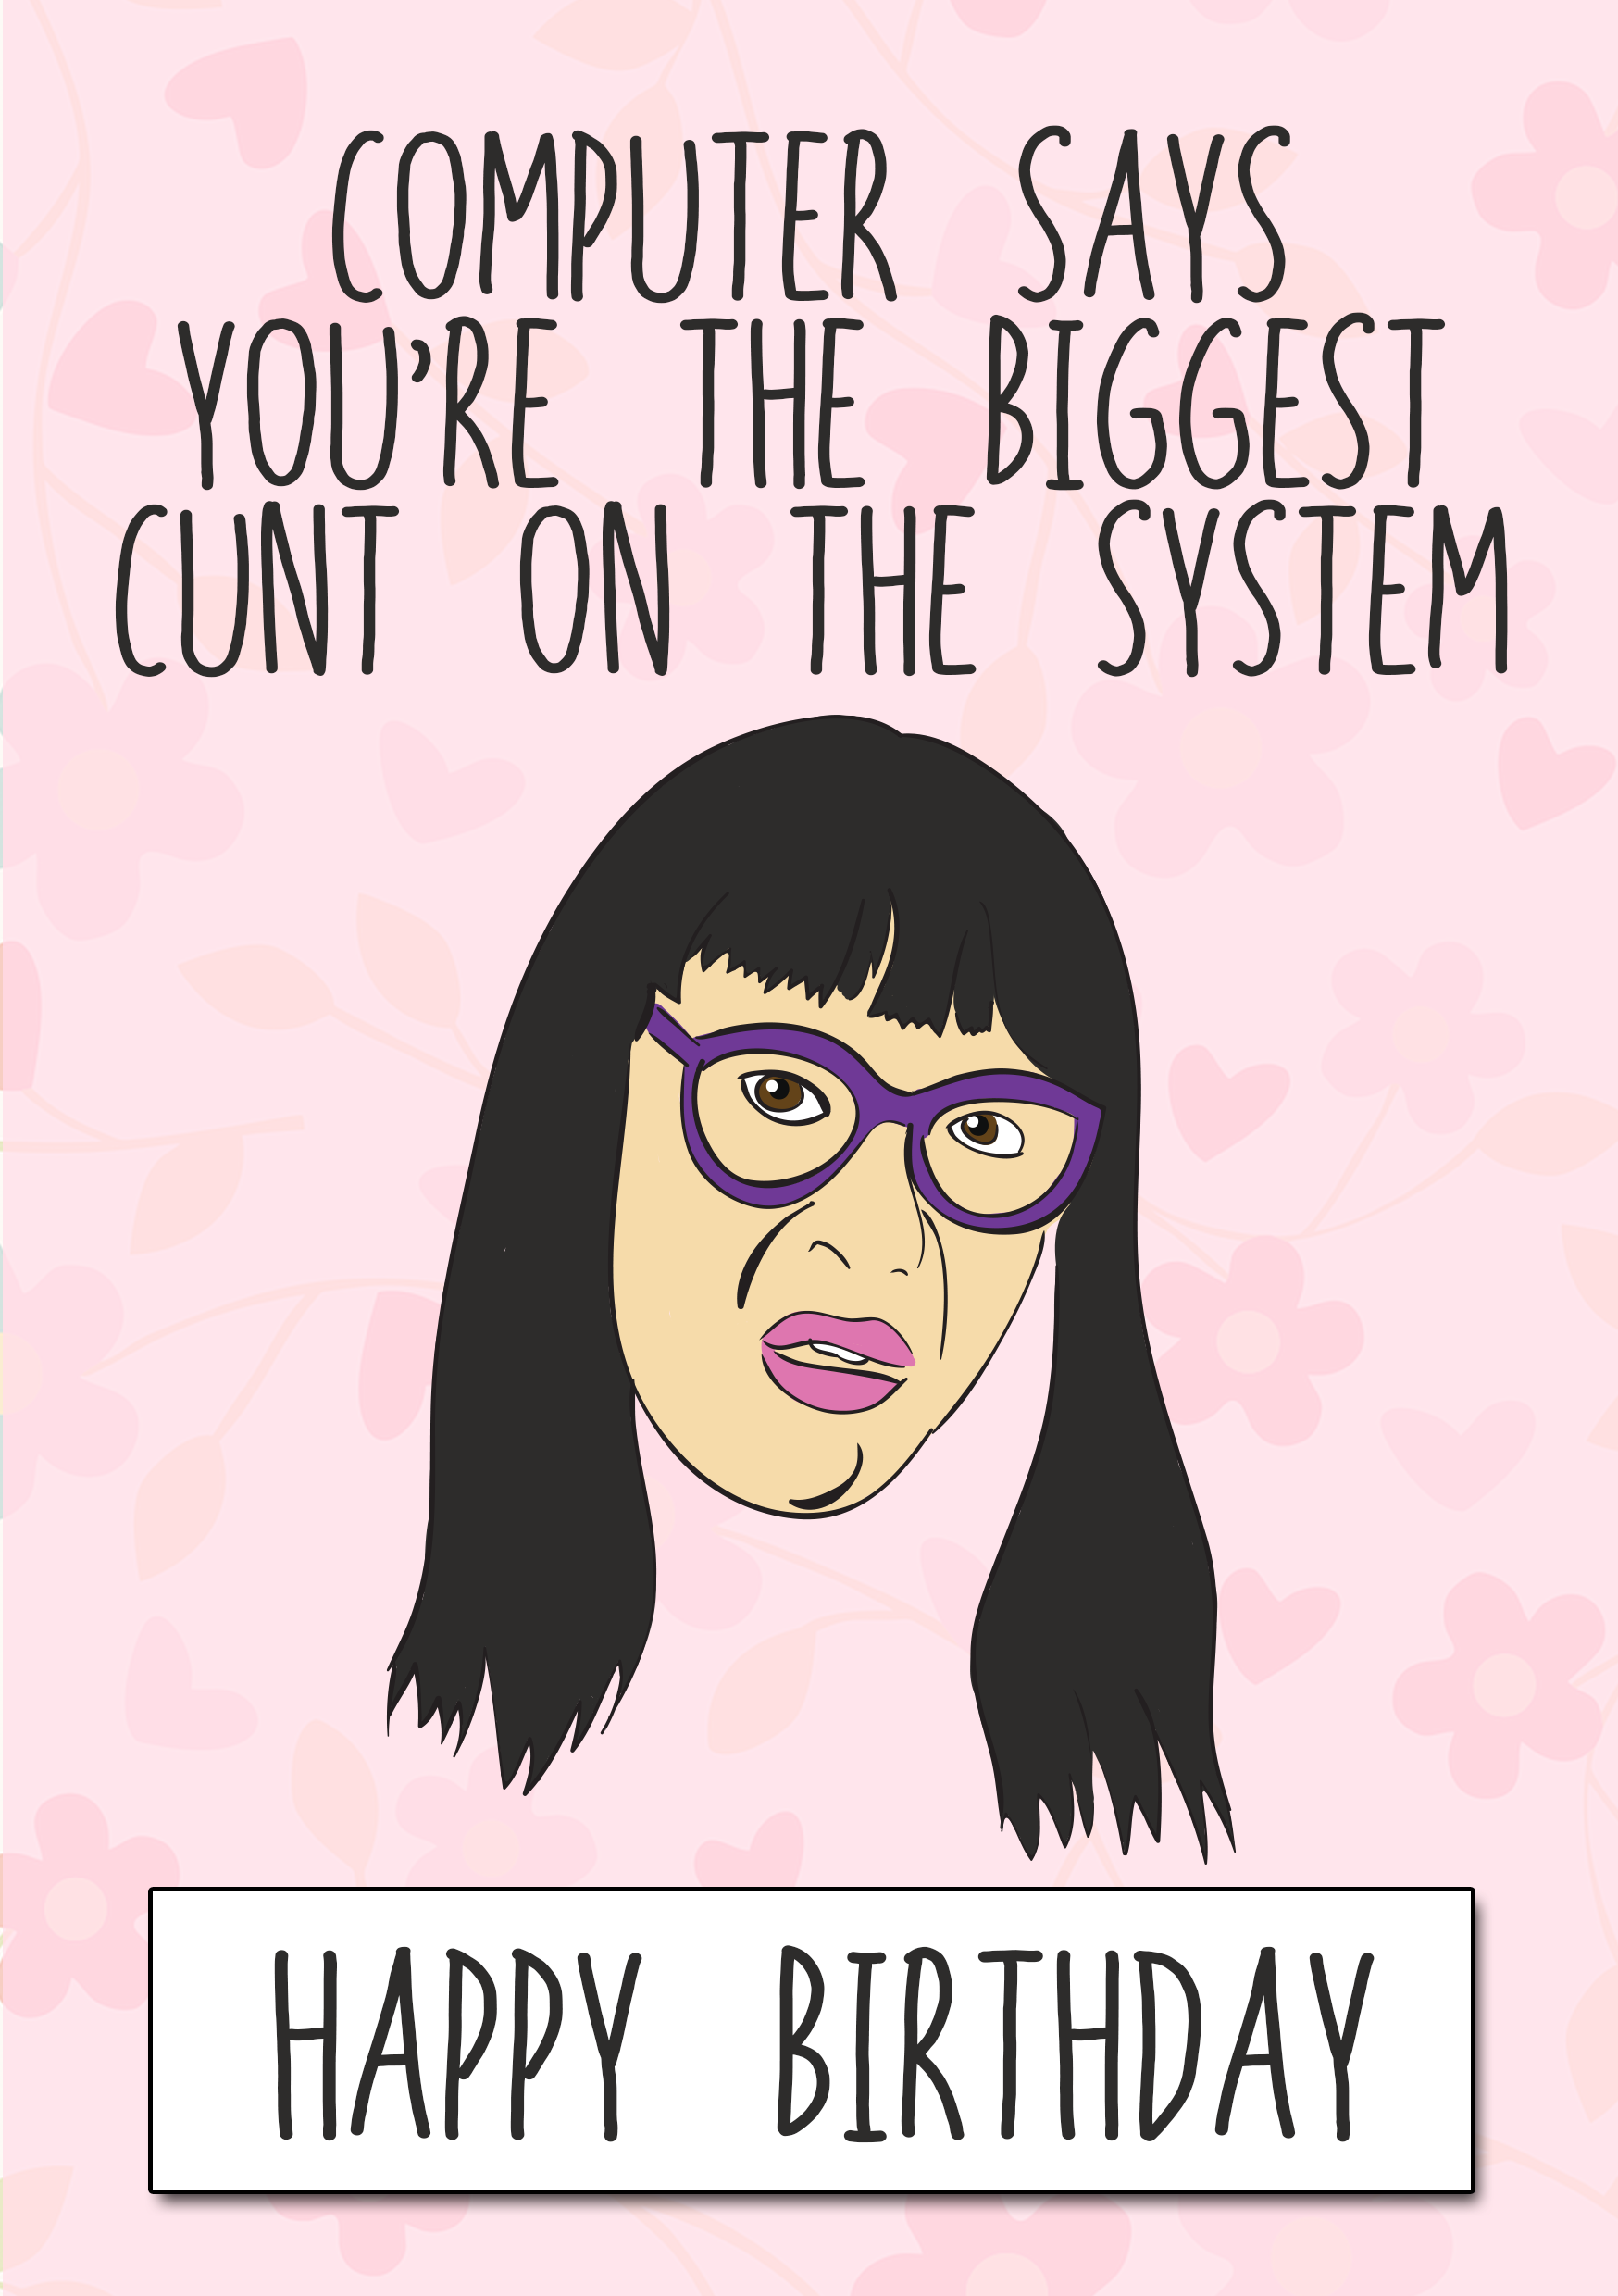 COMPUTER SAYS
YOU'RE THE BIGGEST
CUNT ON THE SYSTEM
HAPPY BIRTHDAY